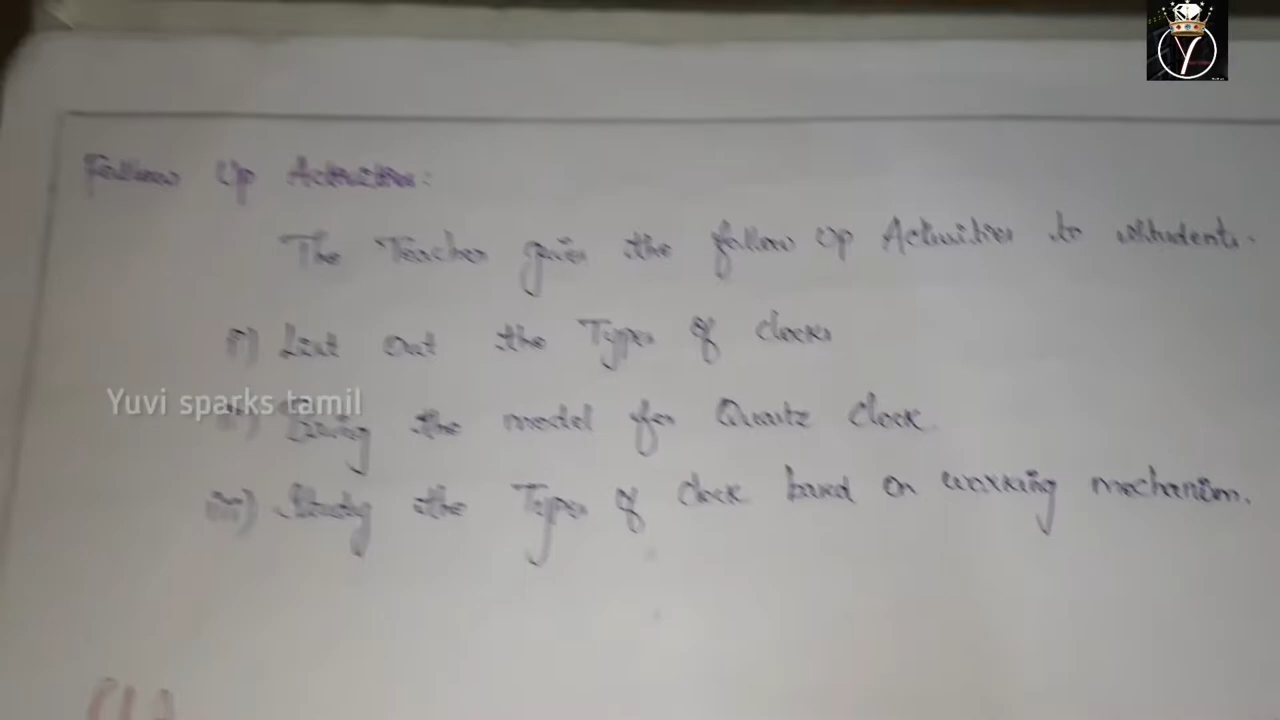 Y
Follow Up Activities:
The Teacher gives the follow up Activities to students.
i) List out the Types of clocks
Yuvi sparks tamil
ii) Bring the model for Quartz clock
iii) Study the Types of clock based on working mechanism.